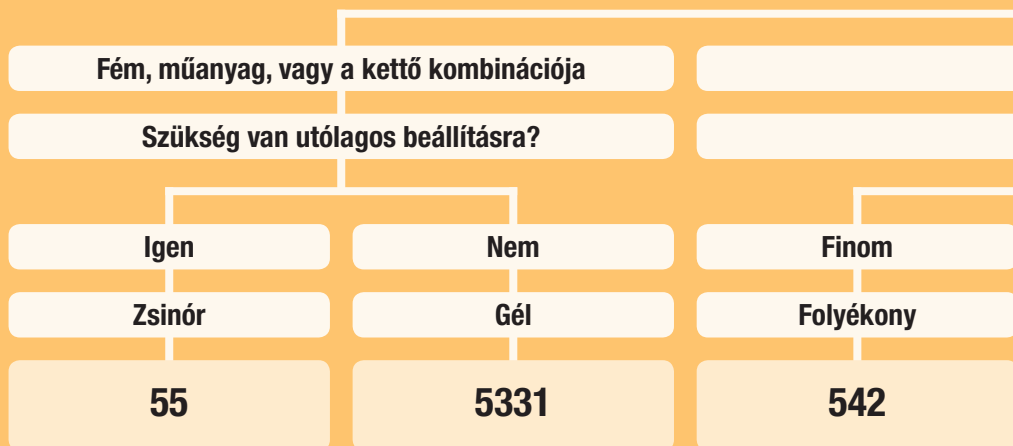 Fém, műanyag, vagy a kettő kombinációja
Szükség van utólagos beállításra?
Igen
Nem
Finom
Zsinór
Gél
Folyékony
55
5331
542